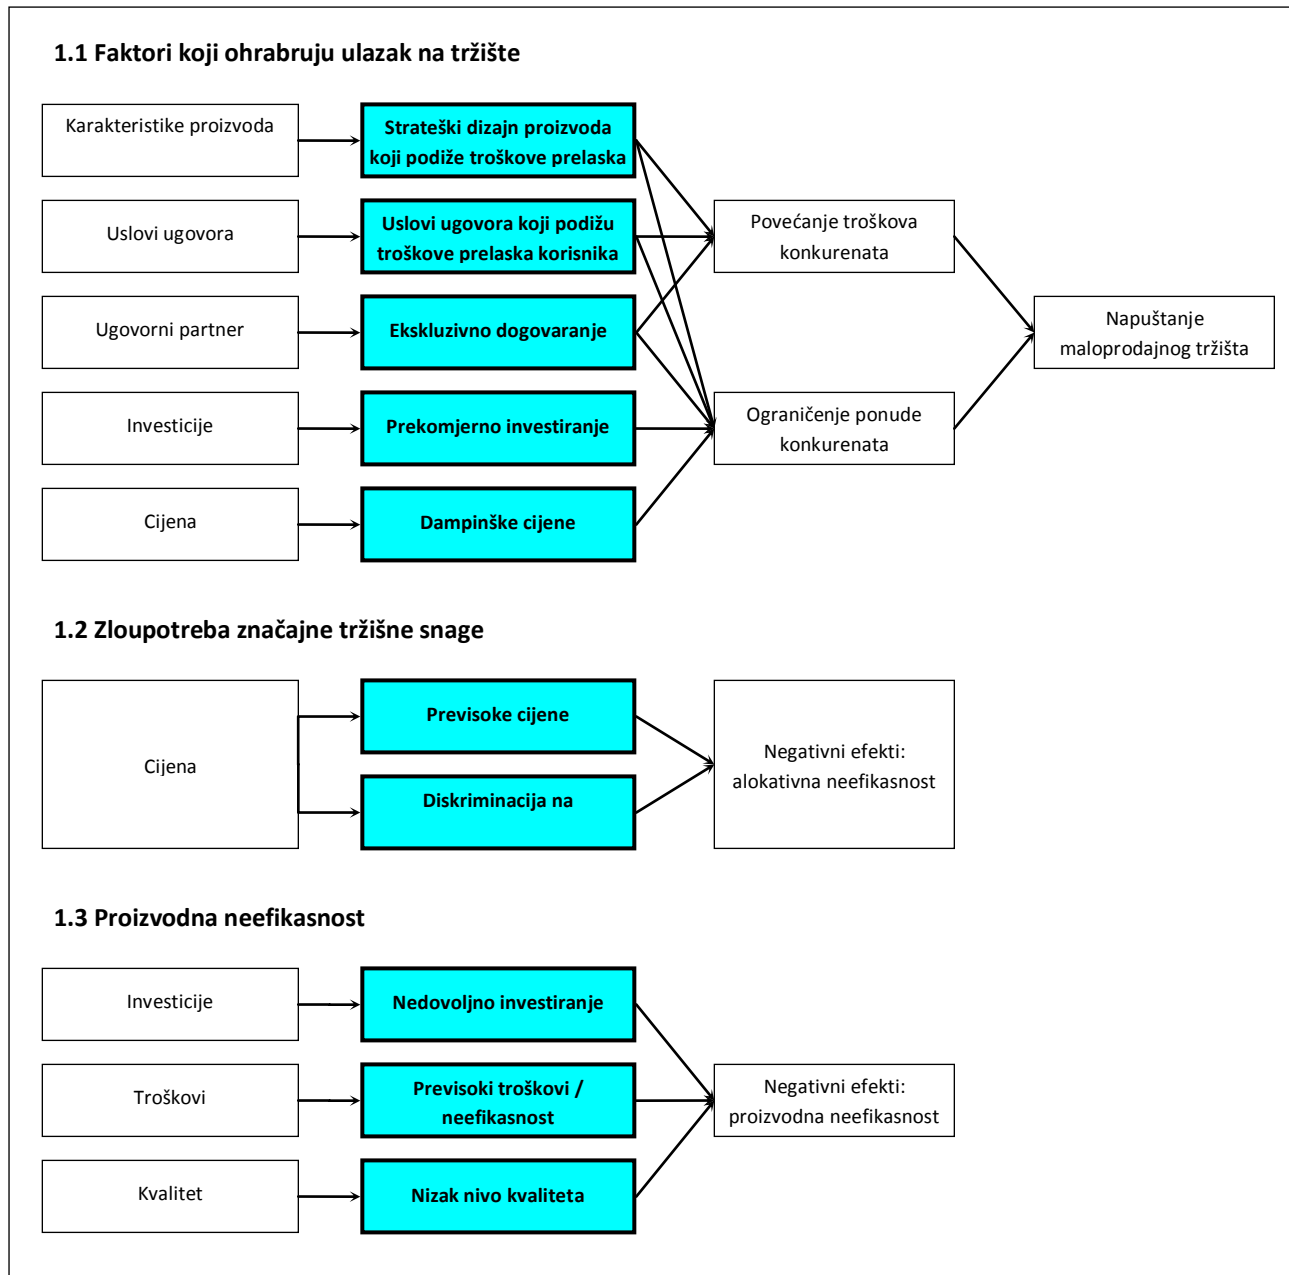 1.1 Faktori koji ohrabruju ulazak na tržište
Karakteristike proizvoda
Strateški dizajn proizvoda
koji podiže troškove prelaska
Uslovi ugovora
Uslovi ugovora koji podižu
troškove prelaska korisnika
Povećanje troškova
konkurenata
Ugovorni partner
Ekskluzivno dogovaranje
Napuštanje
maloprodajnog tržišta
Investicije
Prekomjerno investiranje
Ograničenje ponude
konkurenata
Cijena
Dampinške cijene
1.2 Zloupotreba značajne tržišne snage
Cijena
Previsoke cijene
Diskriminacija na
Negativni efekti:
alokativna neefikasnost
1.3 Proizvodna neefikasnost
Investicije
Nedovoljno investiranje
Troškovi
Previsoki troškovi /
neefikasnost
Negativni efekti:
proizvodna neefikasnost
Kvalitet
Nizak nivo kvaliteta